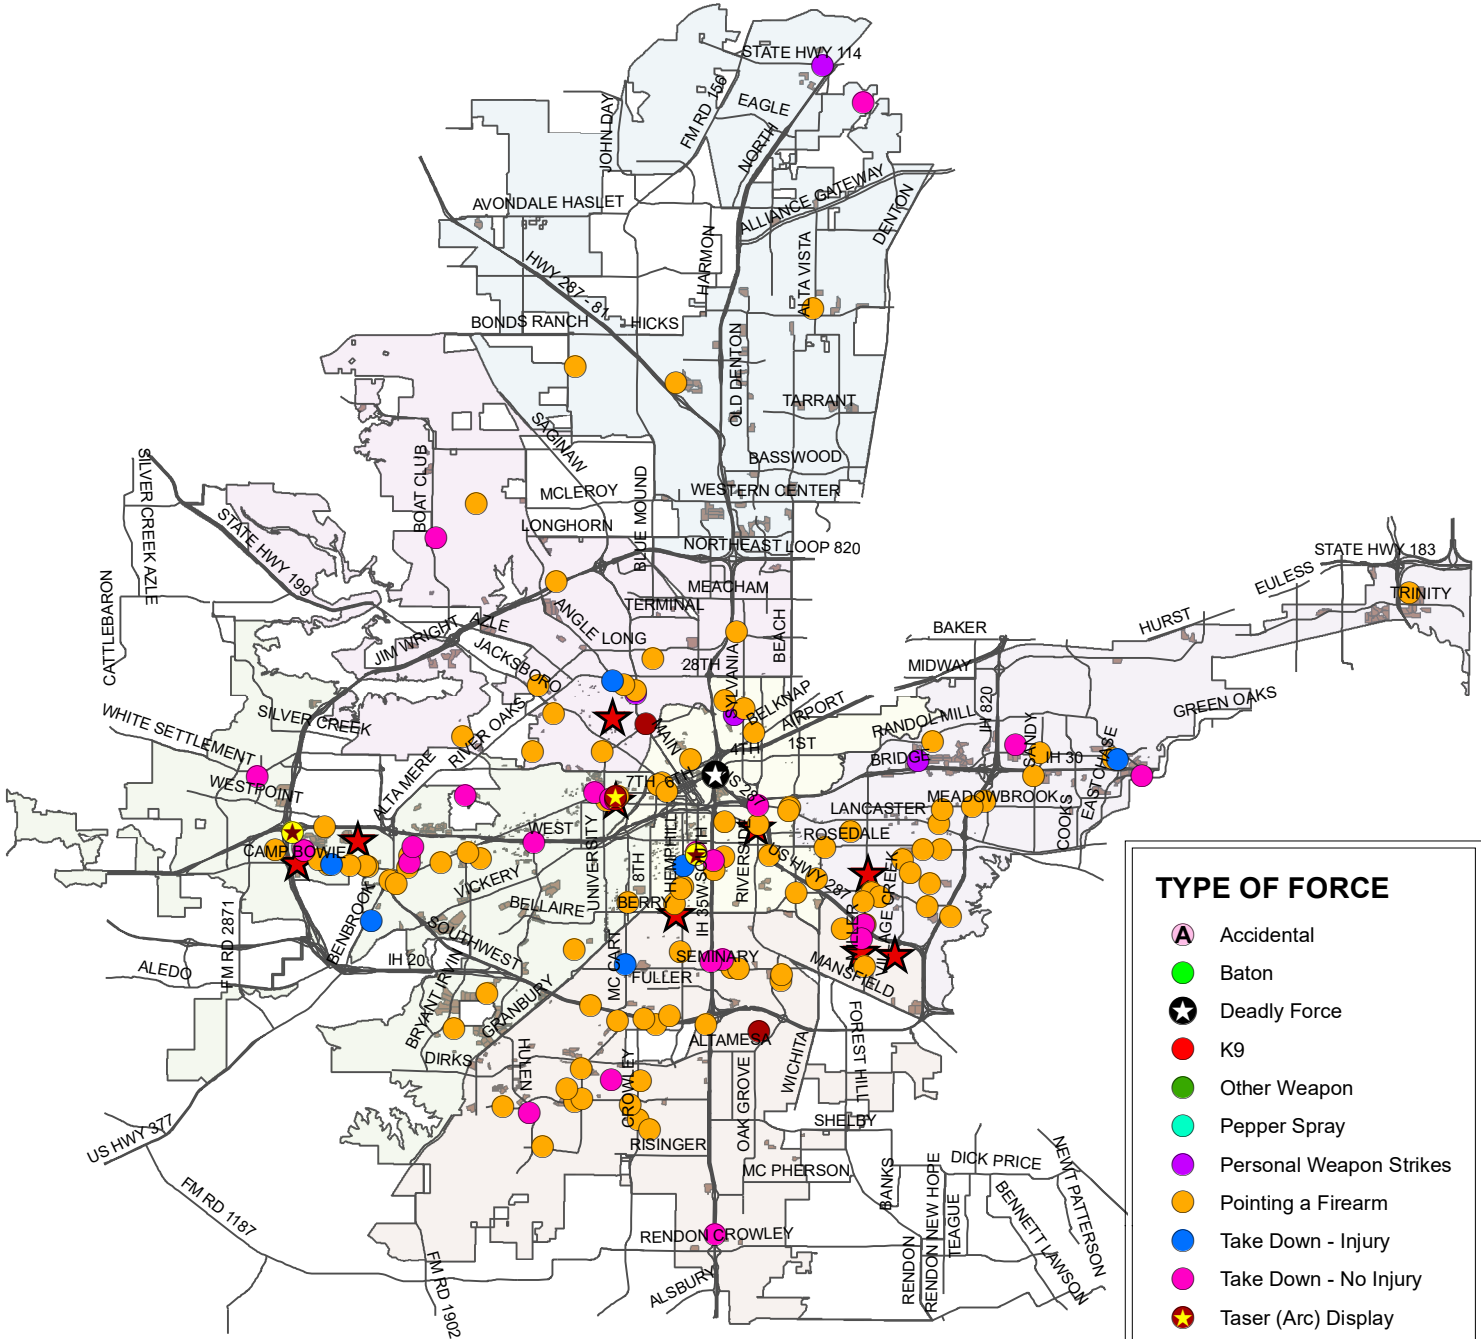 STATE HWY 114
EAGLE
FM RD 156
JOHN DAY
NORTH
ALLIANCE GATEWAY
AVONDALE HASLET
DENTON
HARMON
ALTA VISTA
HWY 287 - 81
BONDS RANCH
HICKS
OLD DENTON
TARRANT
SAGINAW
BOAT CLUB
BASSWOOD
SILVER CREEK AZLE
MCLEROY
BLUE MOUND
WESTERN CENTER
STATE HWY 199
LONGHORN
NORTHEAST LOOP 820
STATE HWY 183
MEACHAM
EULESS
TRINITY
CATTLEBARON
TERMINAL
ANGLE
HURST
AZLE
LONG
BEACH
BAKER
JIM WRIGHT
JACKSBORO
28TH
MIDWAY
SYLVANIA
BELKNAP
IH 820
GREEN OAKS
WHITE SETTLEMENT
SILVER CREEK
RIVER OAKS
AIRPORT
RANDOL MILL
MAIN
4TH
1ST
SANDY
IH 30
EASTCHASE
BRIDGE
WESTPOINT
ALTAMERE
7TH
6TH
US 287
MEADOWBROOK
LANCASTER
COOKS
WEST
ROSEDALE
UNIVERSITY
CAMP BOWIE
8TH
HEMPHILL
IH 35W SOUTH
RIVERSIDE
US HWY 287
VICKERY
VILLAGE CREEK
BELLAIRE
BERRY
MILLER
FM RD 2871
BENBROOK
SOUTHWEST
IH 20
SEMINARY
MANSFIELD
ALEDO
BRYANT IRVIN
MC CART
FULLER
GRANBURY
FOREST HILL
ALTAMESA
DIRKS
HULEN
CROWLEY
OAK GROVE
WICHITA
US HWY 377
SHELBY
RISINGER
MC PHERSON
BANKS
DICK PRICE
NEWT PATTERSON
FM RD 1187
RENDON NEW HOPE
TEAGUE
BENNETT LAWSON
RENDON CROWLEY
RENDON
ALSBURY
FM RD 1902
TYPE OF FORCE
A Accidental
Baton
Deadly Force
K9
Other Weapon
Pepper Spray
Personal Weapon Strikes
Pointing a Firearm
Take Down - Injury
Take Down - No Injury
Taser (Arc) Display